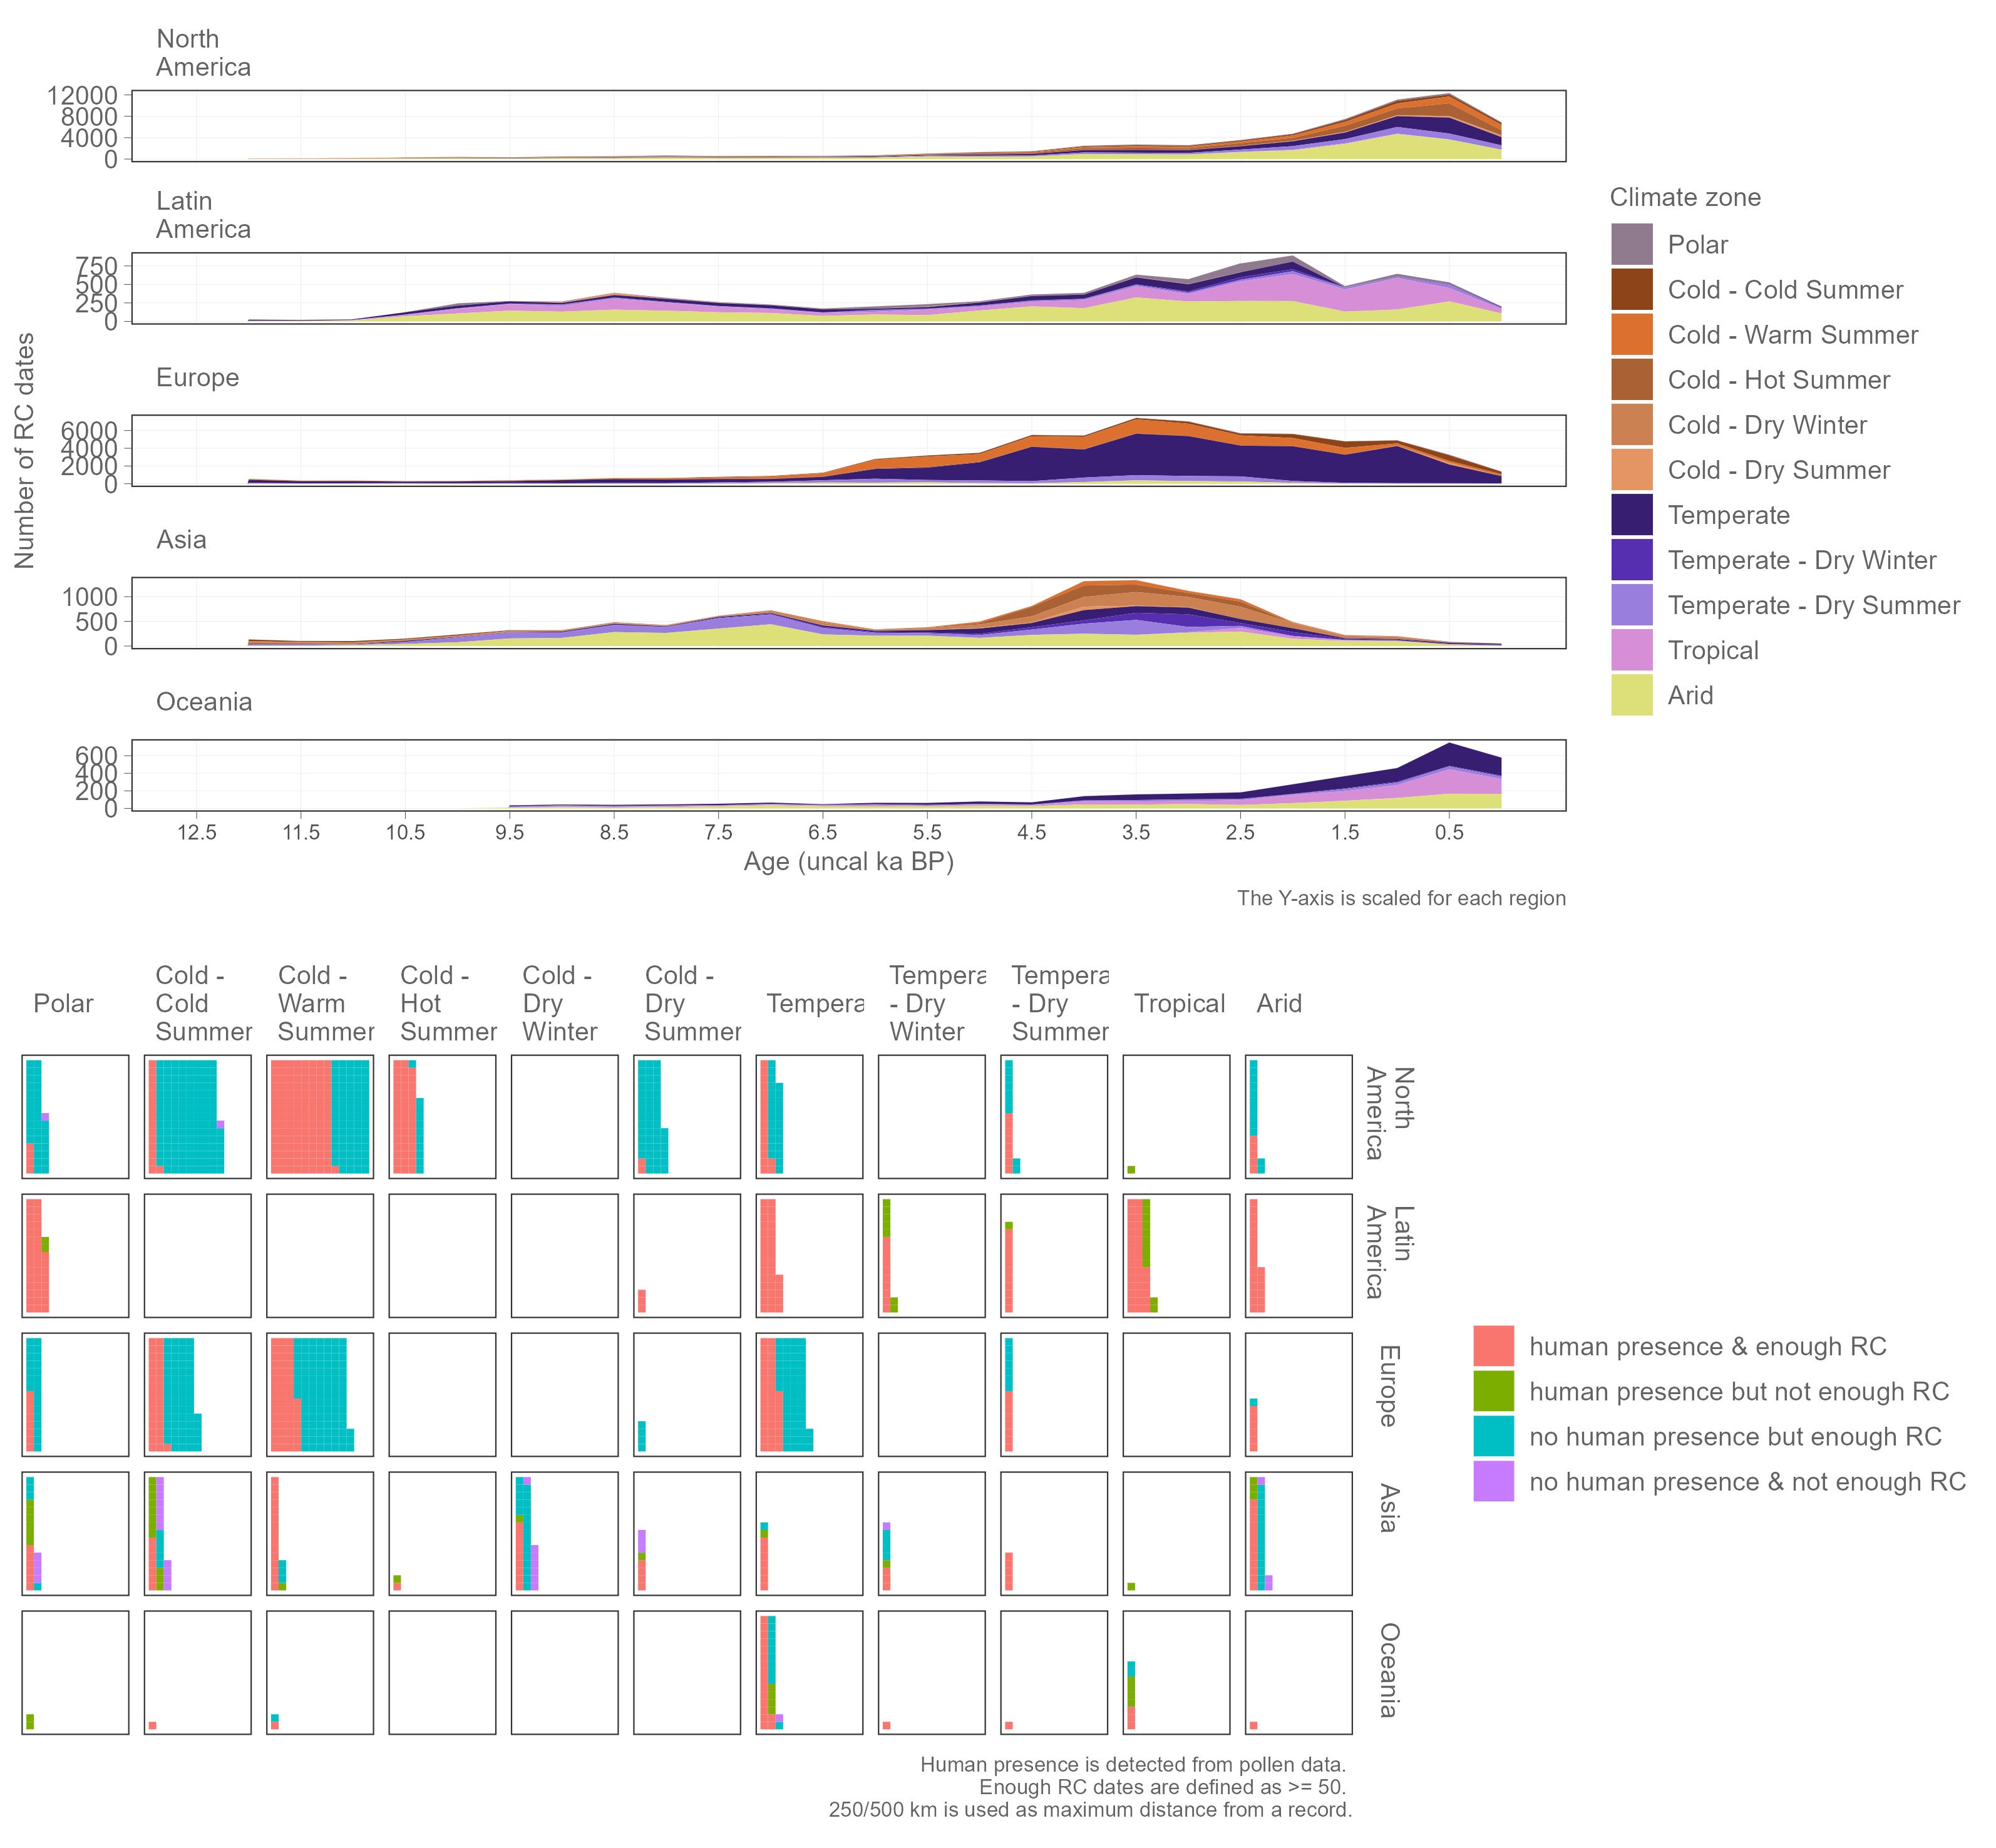 North
America
12000
8000
4000
0
Latin
America
750
500
250
0
Europe
6000
4000
2000
0
Asia
1000
500
0
Oceania
600
400
200
0
12.5 11.5 10.5 9.5 8.5 7.5 6.5 5.5 4.5 3.5 2.5 1.5 0.5
Age (uncal ka BP)
Number of RC dates
The Y-axis is scaled for each region
Climate zone
Polar
Cold - Cold Summer
Cold - Warm Summer
Cold - Hot Summer
Cold - Dry Winter
Cold - Dry Summer
Temperate
Temperate - Dry Winter
Temperate - Dry Summer
Tropical
Arid
Polar
Cold -
Cold
Summer
Cold -
Warm
Summer
Cold -
Hot
Summer
Cold -
Dry
Winter
Cold -
Dry
Summer
Tempera
Tempera
- Dry
Winter
Tempera
- Dry
Summer
Tropical
Arid
North
America
Latin
America
Europe
Asia
Oceania
human presence & enough RC
human presence but not enough RC
no human presence but enough RC
no human presence & not enough RC
Human presence is detected from pollen data.
Enough RC dates are defined as >= 50.
250/500 km is used as maximum distance from a record.